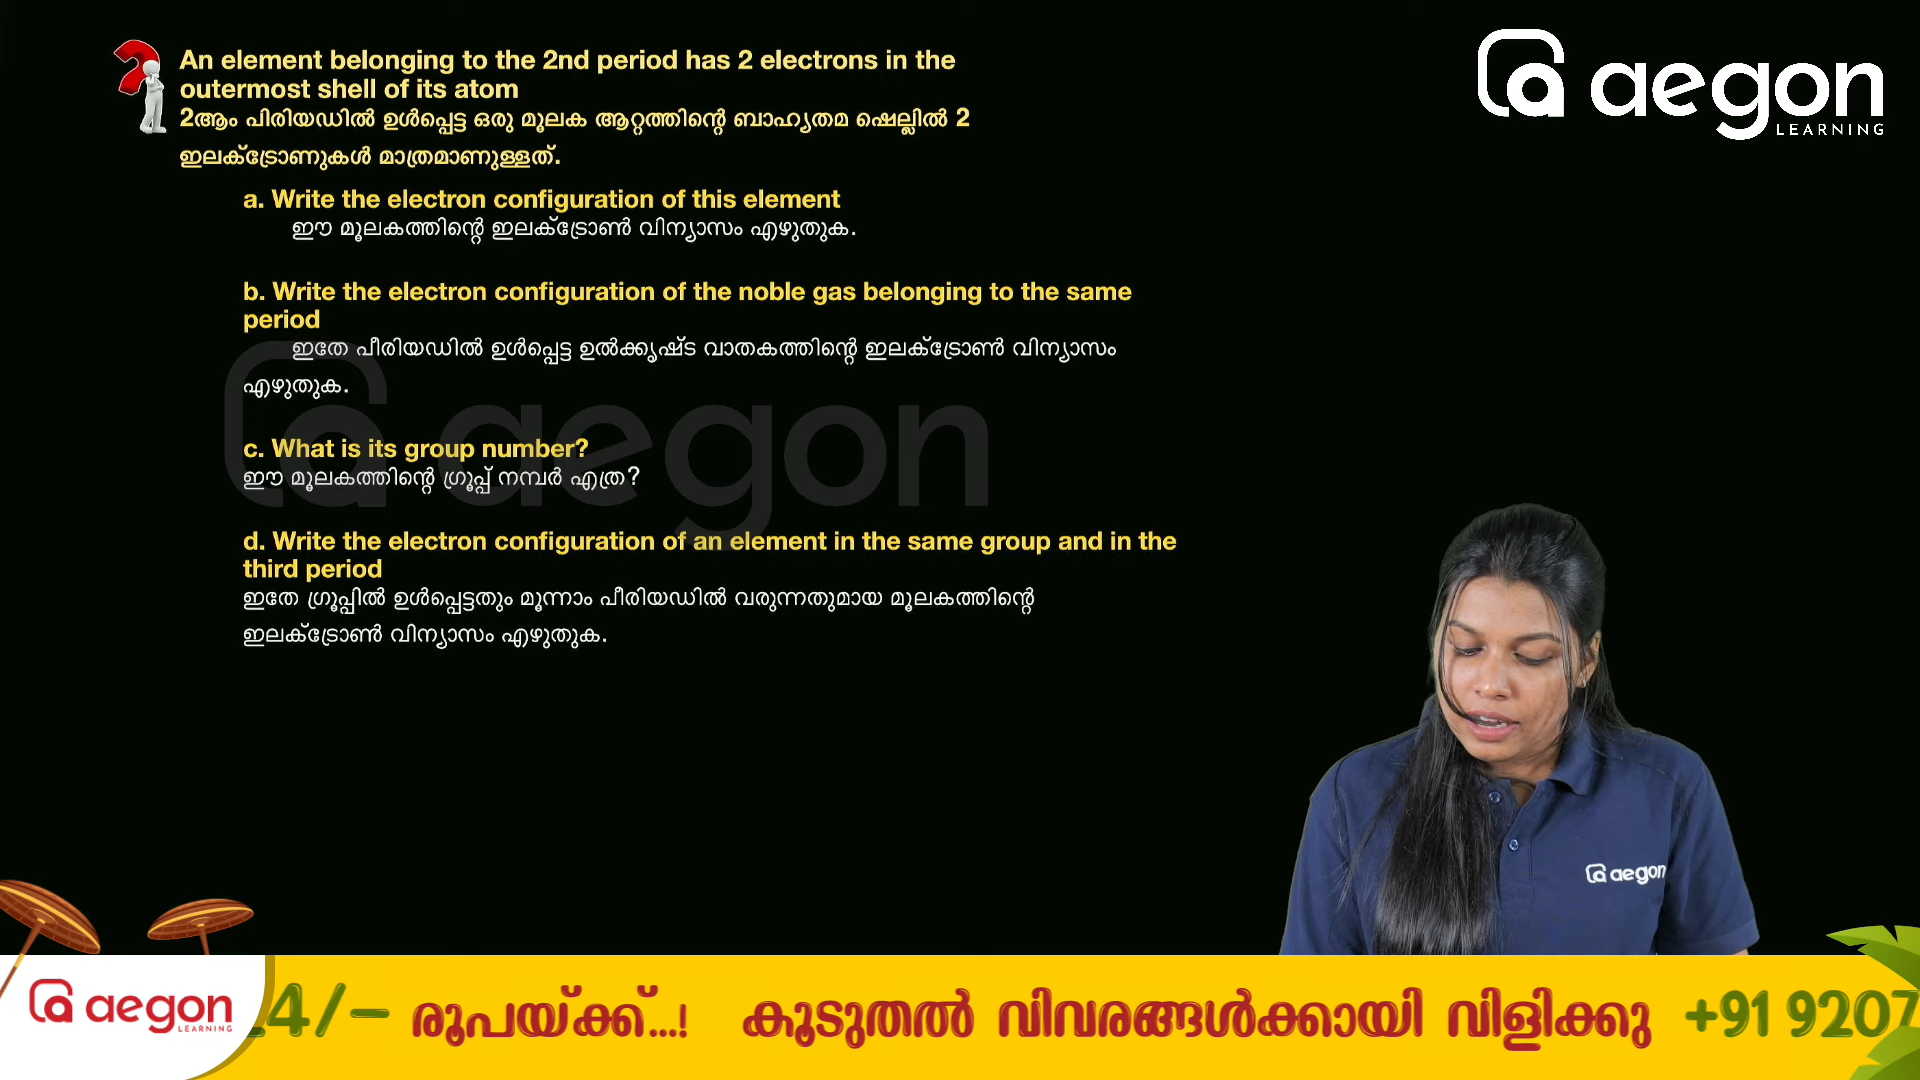 An element belonging to the 2nd period has 2 electrons in the
outermost shell of its atom
2ആം പിരിയഡിൽ ഉൾപ്പെട്ട ഒരു മൂലക ആറ്റത്തിന്റെ ബാഹ്യതമ ഷെല്ലിൽ 2
ഇലക്ട്രോണുകൾ മാത്രമാണുള്ളത്.
a. Write the electron configuration of this element
ഈ മൂലകത്തിന്റെ ഇലക്ട്രോൺ വിന്യാസം എഴുതുക.
b. Write the electron configuration of the noble gas belonging to the same
period
ഇതേ പീരിയഡിൽ ഉൾപ്പെട്ട ഉൽക്കൃഷ്ട വാതകത്തിന്റെ ഇലക്ട്രോൺ വിന്യാസം
എഴുതുക.
c. What is its group number?
ഈ മൂലകത്തിന്റെ ഗ്രൂപ്പ് നമ്പർ എത്ര?
d. Write the electron configuration of an element in the same group and in the
third period
ഇതേ ഗ്രൂപ്പിൽ ഉൾപ്പെട്ടതും മൂന്നാം പീരിയഡിൽ വരുന്നതുമായ മൂലകത്തിന്റെ
ഇലക്ട്രോൺ വിന്യാസം എഴുതുക.
aegon
LEARNING
aegon
aegon
aegon
LEARNING
4/- രൂപയ്ക്ക്...! കൂടുതൽ വിവരങ്ങൾക്കായി വിളിക്കു +91 9207